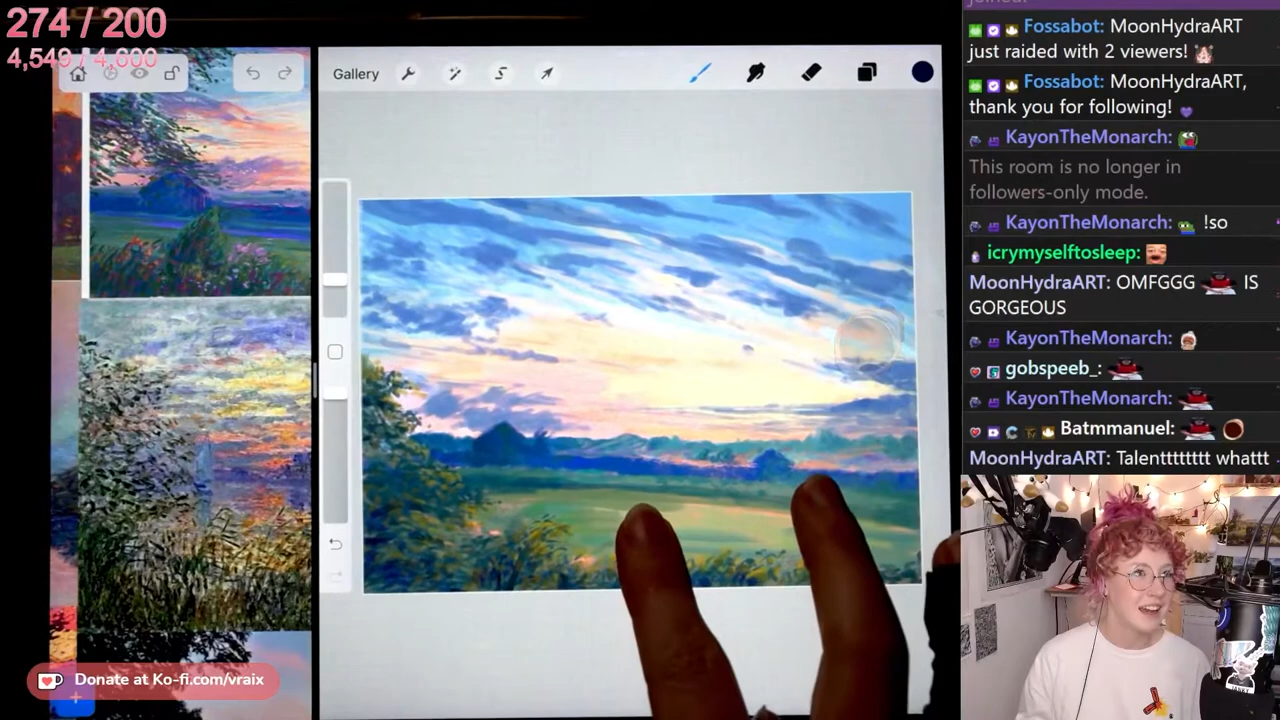 274 / 200
4,549 / 4,600
Gallery
Donate at Ko-fi.com/vraix
Fossabot: MoonHydraART
just raided with 2 viewers!
Fossabot: MoonHydraART,
thank you for following!
KayonTheMonarch:
This room is no longer in
followers-only mode.
KayonTheMonarch: !so
icrymyselftosleep:
MoonHydraART: OMFGGG IS
GORGEOUS
KayonTheMonarch:
gobspeeb_:
KayonTheMonarch:
Batmmanuel:
MoonHydraART: Talentttttttt whattt